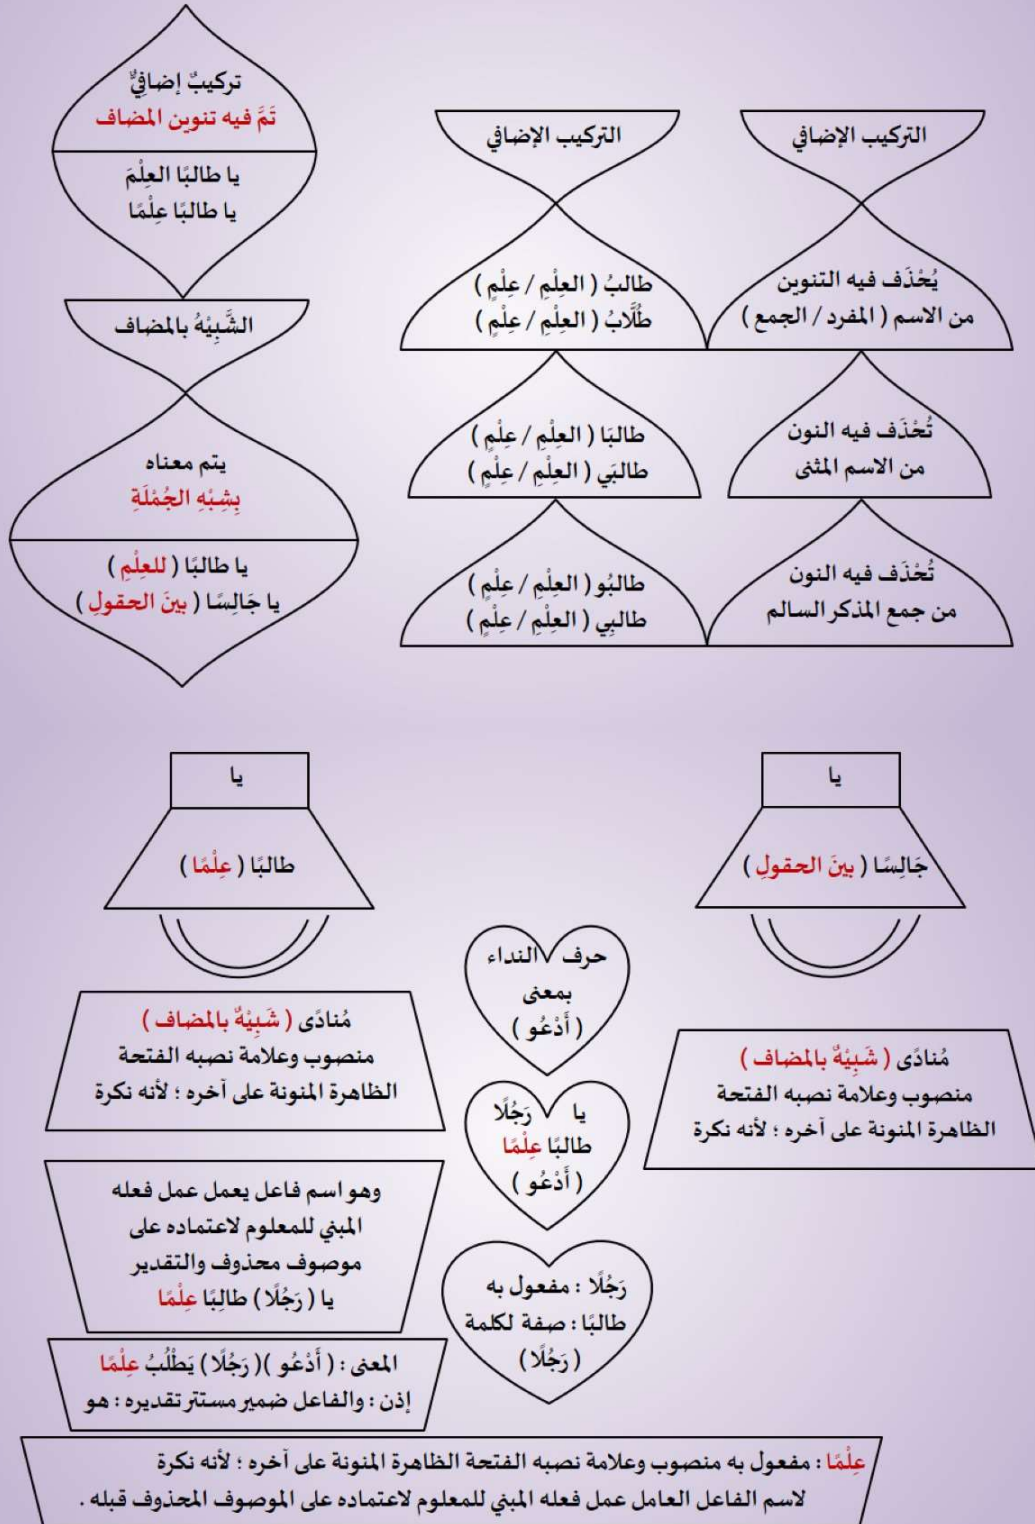 التركيب الإضافي
يُحْذَف فيه التنوين
من الاسم ( المفرد / الجمع )
تُحْذَف فيه النون
من الاسم المثنى
تُحْذَف فيه النون
من جمع المذكر السالم
التركيب الإضافي
طالبُ ( العِلْمِ / عِلْمٍ )
طُلَّابُ ( العِلْمِ / عِلْمٍ )
طالبَا ( العِلْمِ / عِلْمٍ )
طالبَي ( العِلْمِ / عِلْمٍ )
طالبُو ( العِلْمِ / عِلْمٍ )
طالبِي ( العِلْمِ / عِلْمٍ )
تركيبٌ إضافِيٌّ
تَمَّ فيه تنوين المضاف
يا طالبًا العِلْمَ
يا طالبًا عِلْمًا
الشَّبِيْهُ بالمضاف
يتم معناه
بِشِبْهِ الجُمْلَةِ
يا طالبًا ( للعِلْمِ )
يا جَالِسًا ( بينَ الحقولِ )
يا
جَالِسًا ( بينَ الحقولِ )
مُنادًى ( شَبِيْهٌ بالمضاف )
منصوب وعلامة نصبه الفتحة
الظاهرة المنونة على آخره ؛ لأنه نكرة
حرف النداء
بمعنى
( أَدْعُو )
يا رَجُلًا
طالبًا عِلْمًا
( أَدْعُو )
رَجُلًا : مفعول به
طالبًا : صفة لكلمة
( رَجُلًا )
يا
طالبًا ( عِلْمًا )
مُنادًى ( شَبِيْهٌ بالمضاف )
منصوب وعلامة نصبه الفتحة
الظاهرة المنونة على آخره ؛ لأنه نكرة
وهو اسم فاعل يعمل عمل فعله
المبني للمعلوم لاعتماده على
موصوف محذوف والتقدير
يا ( رَجُلًا ) طالِبًا عِلْمًا
المعنى : ( أَدْعُو )( رَجُلًا ) يَطْلُبُ عِلْمًا
إذن : والفاعل ضمير مستتر تقديره : هو
عِلْمًا : مفعول به منصوب وعلامة نصبه الفتحة الظاهرة المنونة على آخره ؛ لأنه نكرة
لاسم الفاعل العامل عمل فعله المبني للمعلوم لاعتماده على الموصوف المحذوف قبله .